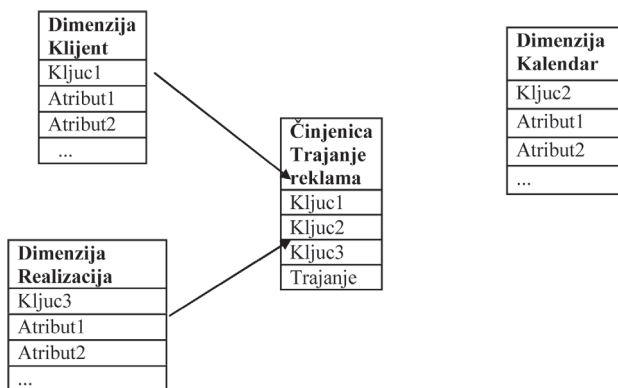 Dimenzija
Klijent
Kljuc1
Atribut1
Atribut2
...
Dimenzija
Kalendar
Kljuc2
Atribut1
Atribut2
...
Činjenica
Trajanje
reklama
Kljuc1
Kljuc2
Kljuc3
Trajanje
Dimenzija
Realizacija
Kljuc3
Atribut1
Atribut2
...